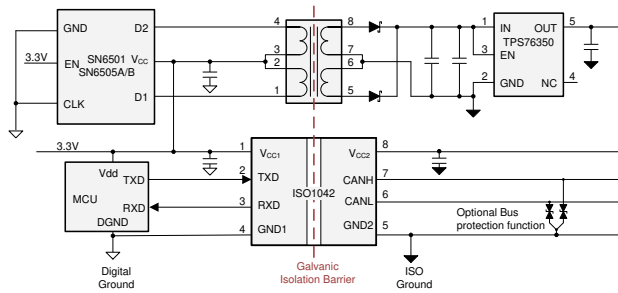 GND
D2
4
8
1
IN
OUT
5
SN6501
SN6505A/B
3.3V
EN
VCC
3
2
7
6
TPS76350
3
EN
CLK
D1
1
5
2
GND
NC
4
3.3V
1
VCC1
VCC2
8
Vdd
TXD
2
TXD
CANH
7
MCU
ISO1042
RXD
3
RXD
CANL
6
DGND
4
GND1
GND2
5
Optional Bus
protection function
Digital
Ground
Galvanic
Isolation Barrier
ISO
Ground